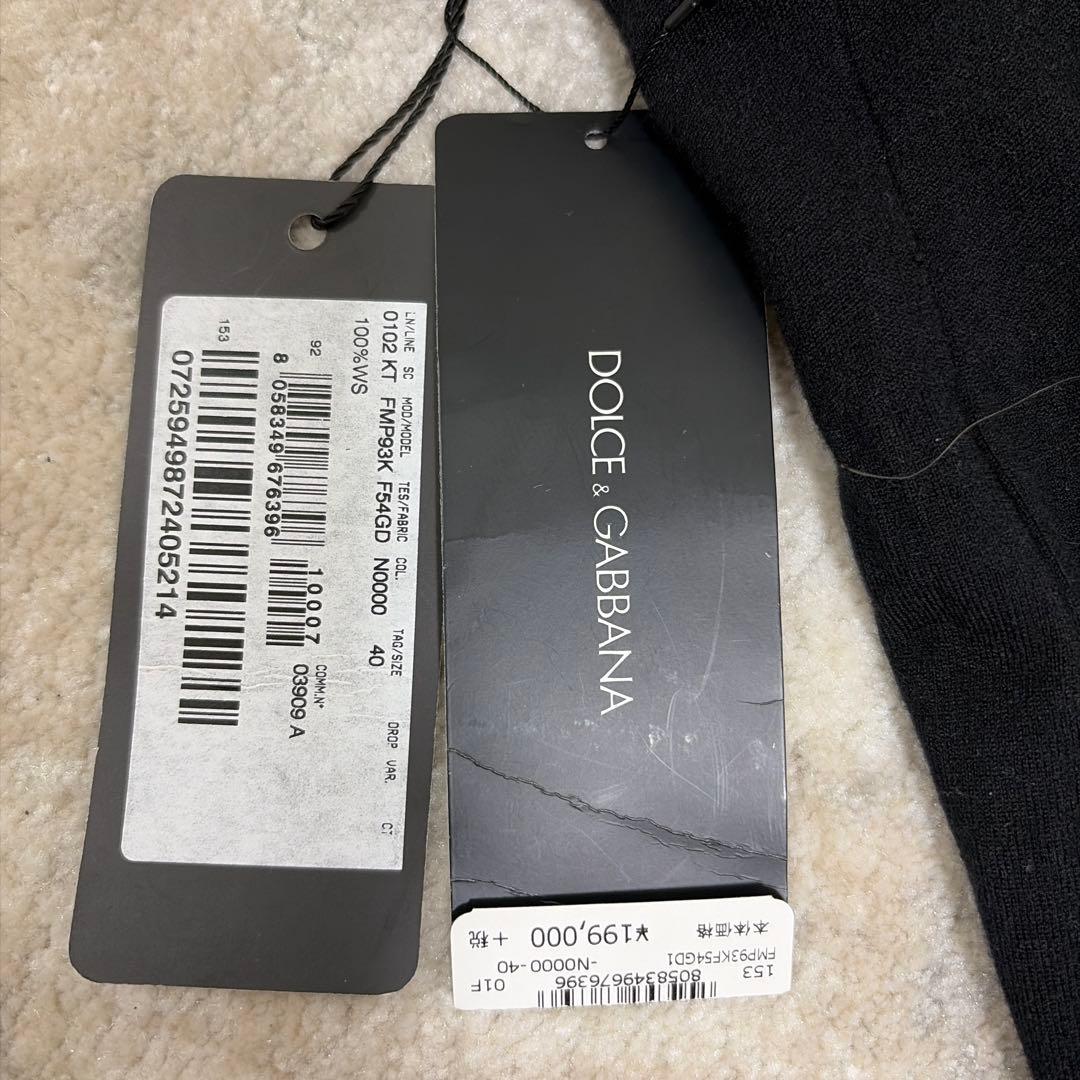 LN/LINE SC MOD/MODEL TES/FABRIC COL. TAG/SIZE DROP VAR. CT
0102 KT FMP93K F54GD N0000 40
100%WS
COMM.N°
92 10007 03909 A
8 058349 676396
153
0725949872405214
DOLCE & GABBANA
本体価格 ¥199,000 +税
FMP93KF54GD1
-N0000-40
153 8058349676396 01F